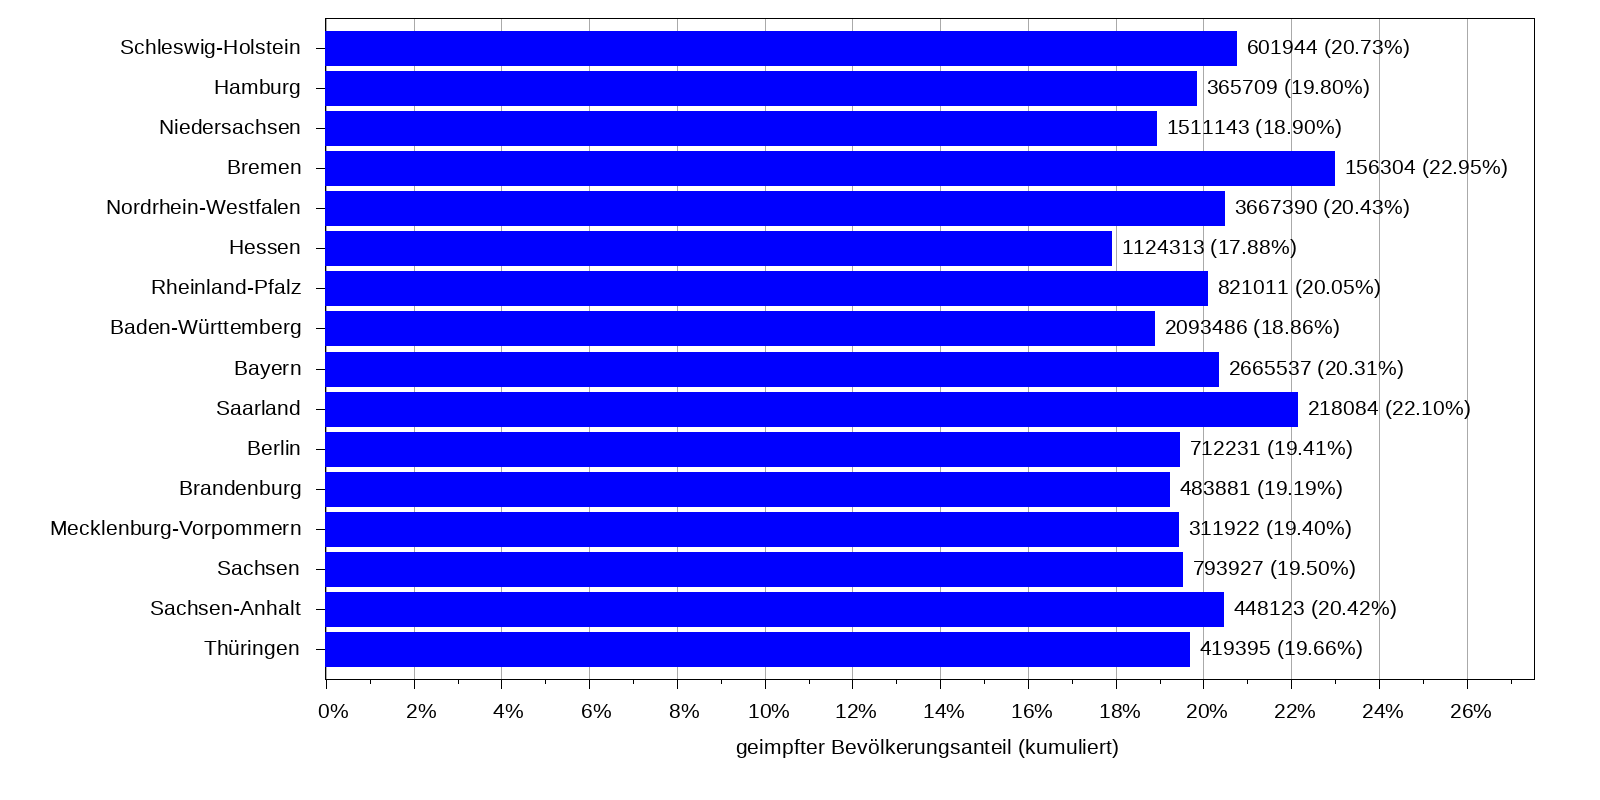 Schleswig-Holstein 601944 (20.73%)
Hamburg 365709 (19.80%)
Niedersachsen 1511143 (18.90%)
Bremen 156304 (22.95%)
Nordrhein-Westfalen 3667390 (20.43%)
Hessen 1124313 (17.88%)
Rheinland-Pfalz 821011 (20.05%)
Baden-Württemberg 2093486 (18.86%)
Bayern 2665537 (20.31%)
Saarland 218084 (22.10%)
Berlin 712231 (19.41%)
Brandenburg 483881 (19.19%)
Mecklenburg-Vorpommern 311922 (19.40%)
Sachsen 793927 (19.50%)
Sachsen-Anhalt 448123 (20.42%)
Thüringen 419395 (19.66%)
0% 2% 4% 6% 8% 10% 12% 14% 16% 18% 20% 22% 24% 26%
geimpfter Bevölkerungsanteil (kumuliert)